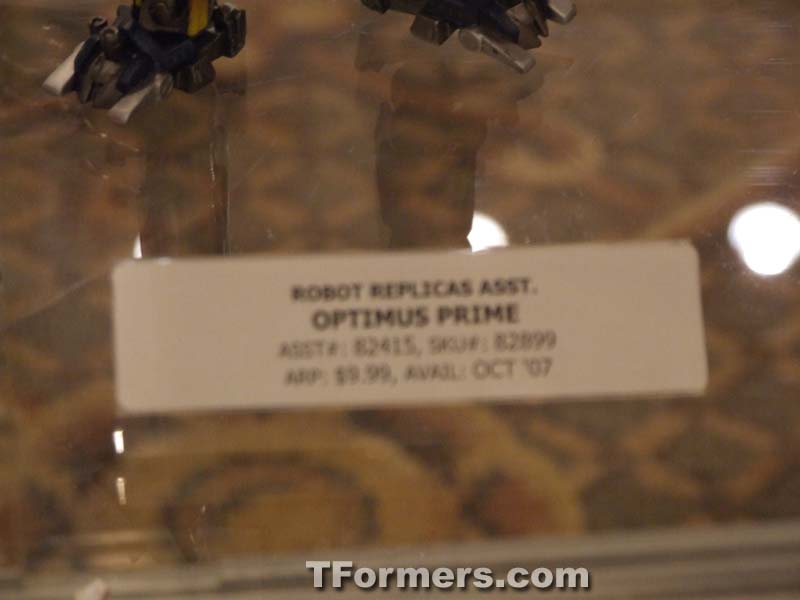 ROBOT REPLICAS ASST.
OPTIMUS PRIME
ASST#: 82415, SKU#: 82899
ARP: $9.99, AVAIL: OCT '07
TFormers.com